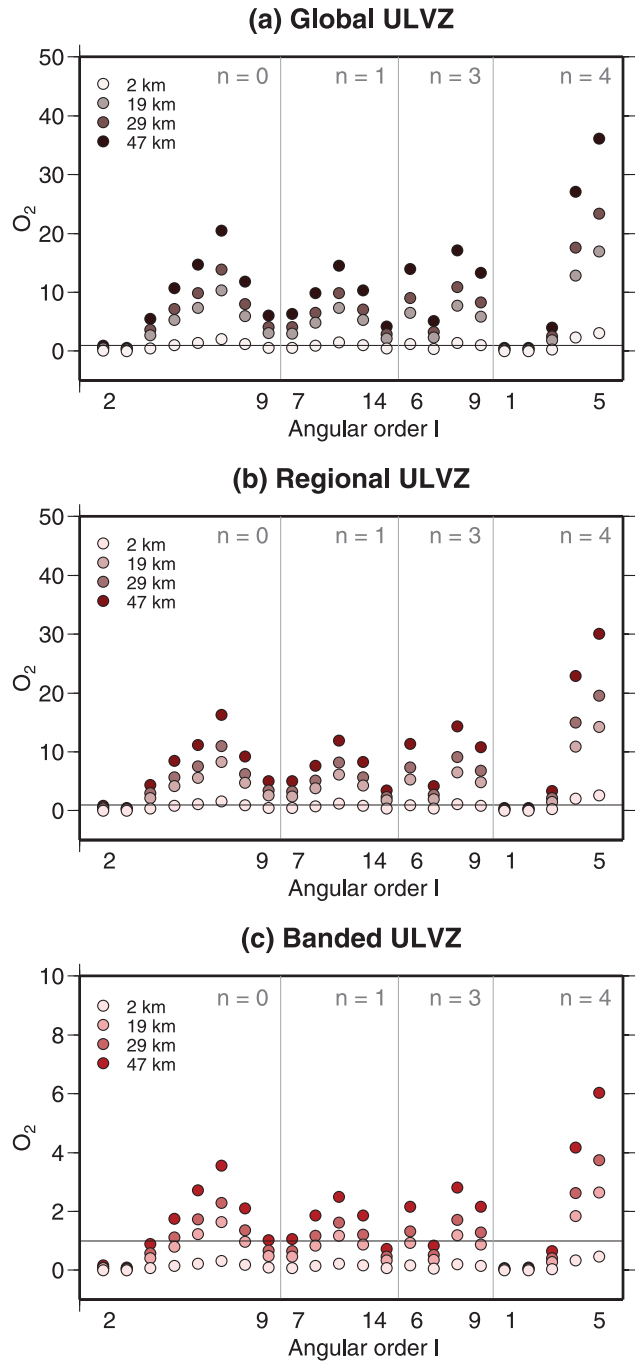 (a) Global ULVZ
50
40
30
20
10
0
O2
2 km
19 km
29 km
47 km
n = 0
n = 1
n = 3
n = 4
2 9 7 14 6 9 1 5
Angular order l
(b) Regional ULVZ
50
40
30
20
10
0
O2
2 km
19 km
29 km
47 km
n = 0
n = 1
n = 3
n = 4
2 9 7 14 6 9 1 5
Angular order l
(c) Banded ULVZ
10
8
6
4
2
0
O2
2 km
19 km
29 km
47 km
n = 0
n = 1
n = 3
n = 4
2 9 7 14 6 9 1 5
Angular order l